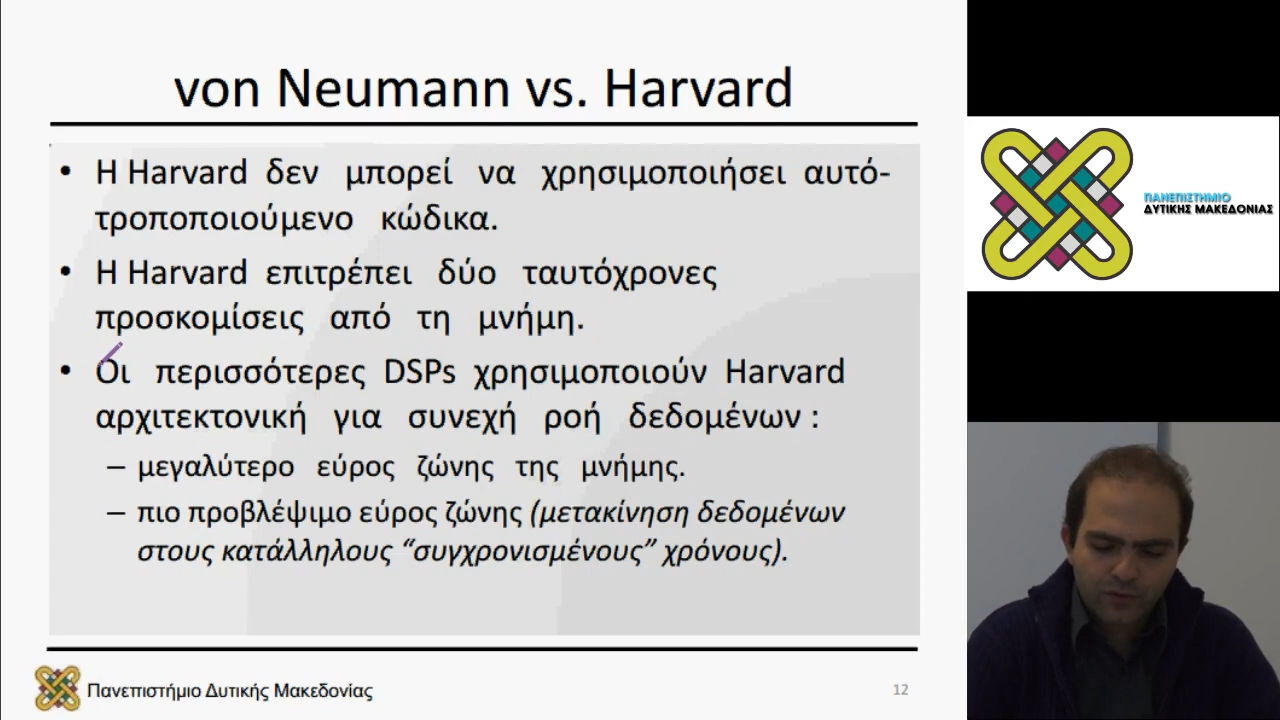 von Neumann vs. Harvard
• Η Harvard δεν μπορεί να χρησιμοποιήσει αυτό-
τροποποιούμενο κώδικα.
• Η Harvard επιτρέπει δύο ταυτόχρονες
προσκομίσεις από τη μνήμη.
• Οι περισσότερες DSPs χρησιμοποιούν Harvard
αρχιτεκτονική για συνεχή ροή δεδομένων :
– μεγαλύτερο εύρος ζώνης της μνήμης.
– πιο προβλέψιμο εύρος ζώνης (μετακίνηση δεδομένων
στους κατάλληλους “συγχρονισμένους” χρόνους).
Πανεπιστήμιο Δυτικής Μακεδονίας
12
ΠΑΝΕΠΙΣΤΗΜΙΟ
ΔΥΤΙΚΗΣ ΜΑΚΕΔΟΝΙΑΣ